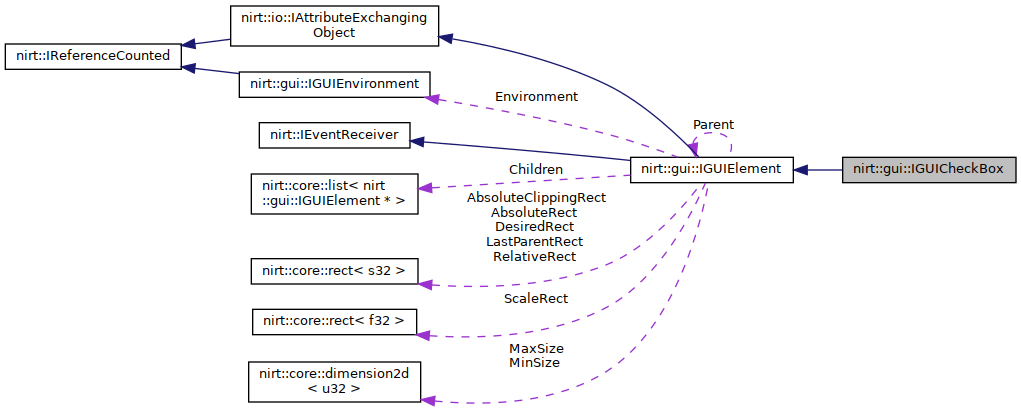 nirt::io::IAttributeExchanging
Object
nirt::IReferenceCounted
nirt::gui::IGUIEnvironment
Environment
Parent
nirt::IEventReceiver
Children
nirt::gui::IGUIElement
nirt::gui::IGUICheckBox
nirt::core::list< nirt
::gui::IGUIElement * >
AbsoluteClippingRect
AbsoluteRect
DesiredRect
LastParentRect
RelativeRect
nirt::core::rect< s32 >
ScaleRect
nirt::core::rect< f32 >
MaxSize
MinSize
nirt::core::dimension2d
< u32 >